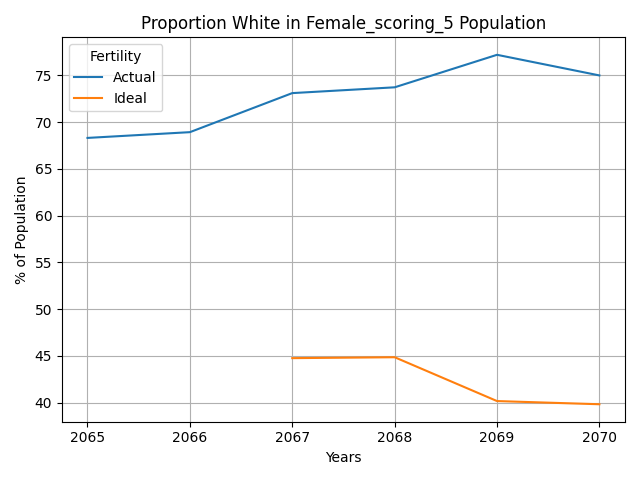 Proportion White in Female_scoring_5 Population
Fertility
Actual
Ideal
% of Population
75
70
65
60
55
50
45
40
2065 2066 2067 2068 2069 2070
Years